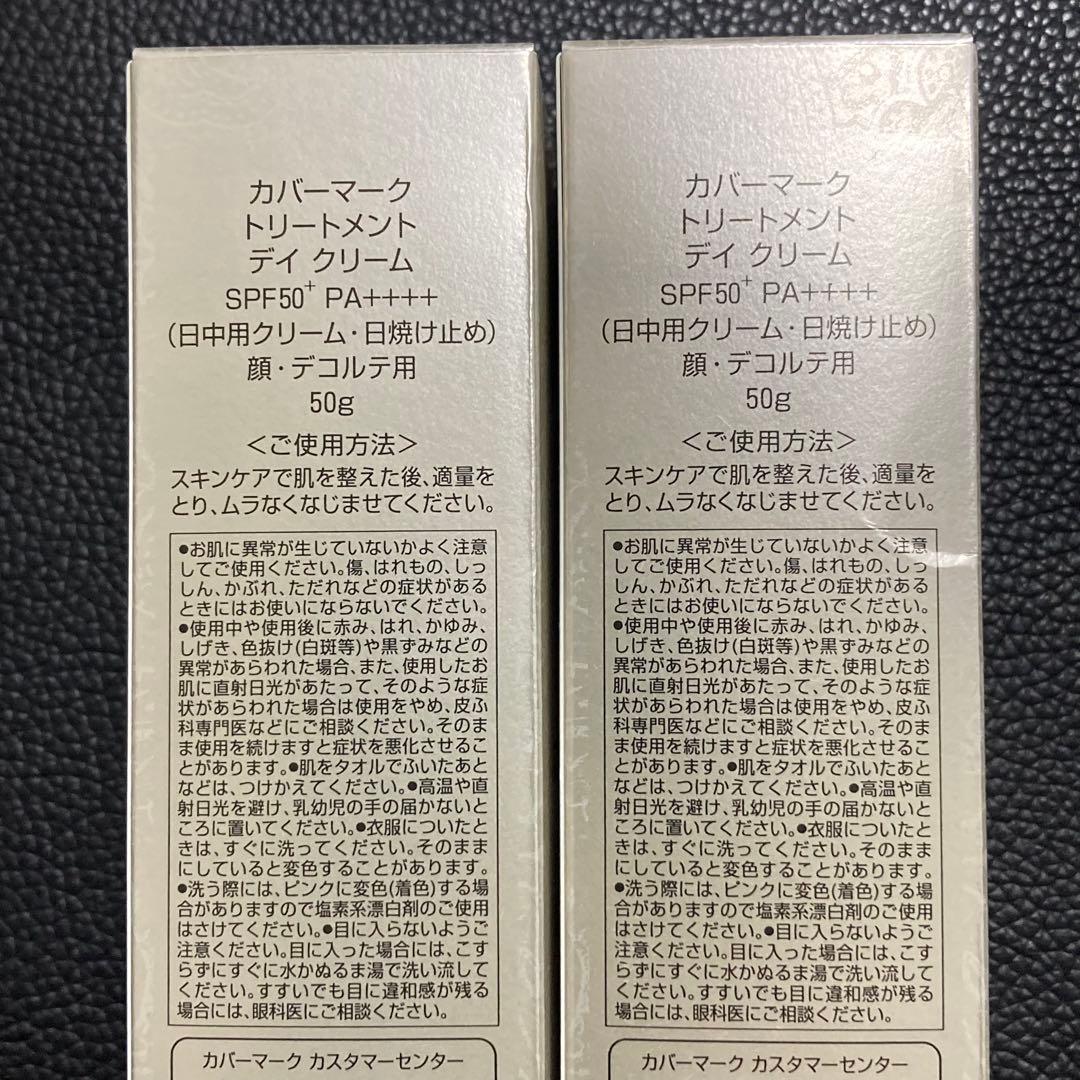 カバーマーク
トリートメント
デイ クリーム
SPF50+ PA++++
(日中用クリーム・日焼け止め)
顔・デコルテ用
50g
<ご使用方法>
スキンケアで肌を整えた後、適量を
とり、ムラなくなじませてください。
●お肌に異常が生じていないかよく注意
してご使用ください。傷、はれもの、しっ
しん、かぶれ、ただれなどの症状がある
ときにはお使いにならないでください。
●使用中や使用後に赤み、はれ、かゆみ、
しげき、色抜け(白斑等)や黒ずみなどの
異常があらわれた場合、また、使用したお
肌に直射日光があたって、そのような症
状があらわれた場合は使用をやめ、皮ふ
科専門医などにご相談ください。そのま
ま使用を続けますと症状を悪化させるこ
とがあります。●肌をタオルでふいたあと
などは、つけかえてください。●高温や直
射日光を避け、乳幼児の手の届かないと
ころに置いてください。●衣服についたと
きは、すぐに洗ってください。そのまま
にしていると変色することがあります。
●洗う際には、ピンクに変色(着色)する場
合がありますので塩素系漂白剤のご使用
はさけてください。●目に入らないようご
注意ください。目に入った場合には、こす
らずにすぐに水かぬるま湯で洗い流して
ください。すすいでも目に違和感が残る
場合には、眼科医にご相談ください。
カバーマーク カスタマーセンター
カバーマーク
トリートメント
デイ クリーム
SPF50+ PA++++
(日中用クリーム・日焼け止め)
顔・デコルテ用
50g
<ご使用方法>
スキンケアで肌を整えた後、適量を
とり、ムラなくなじませてください。
●お肌に異常が生じていないかよく注意
してご使用ください。傷、はれもの、しっ
しん、かぶれ、ただれなどの症状がある
ときにはお使いにならないでください。
●使用中や使用後に赤み、はれ、かゆみ、
しげき、色抜け(白斑等)や黒ずみなどの
異常があらわれた場合、また、使用したお
肌に直射日光があたって、そのような症
状があらわれた場合は使用をやめ、皮ふ
科専門医などにご相談ください。そのま
ま使用を続けますと症状を悪化させるこ
とがあります。●肌をタオルでふいたあと
などは、つけかえてください。●高温や直
射日光を避け、乳幼児の手の届かないと
ころに置いてください。●衣服についたと
きは、すぐに洗ってください。そのまま
にしていると変色することがあります。
●洗う際には、ピンクに変色(着色)する場
合がありますので塩素系漂白剤のご使用
はさけてください。●目に入らないようご
注意ください。目に入った場合には、こす
らずにすぐに水かぬるま湯で洗い流して
ください。すすいでも目に違和感が残る
場合には、眼科医にご相談ください。
カバーマーク カスタマーセンター